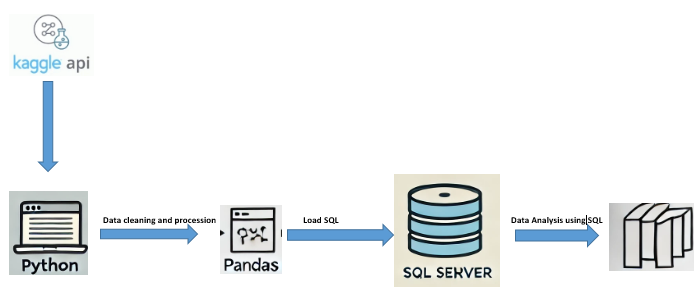 kaggle api
Data cleaning and procession
Load SQL
Data Analysis using SQL
Python
Pandas
SQL SERVER